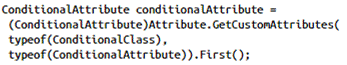 ConditionalAttribute conditionalAttribute =
(ConditionalAttribute)Attribute.GetCustomAttributes(
typeof(ConditionalClass),
typeof(ConditionalAttribute)).First();